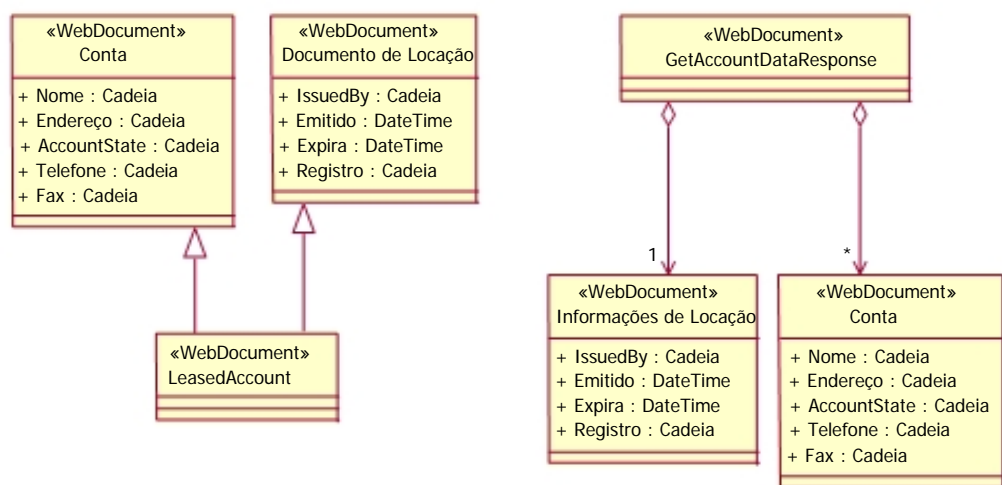 «WebDocument»
Conta
+ Nome : Cadeia
+ Endereço : Cadeia
+ AccountState : Cadeia
+ Telefone : Cadeia
+ Fax : Cadeia
«WebDocument»
Documento de Locação
+ IssuedBy : Cadeia
+ Emitido : DateTime
+ Expira : DateTime
+ Registro : Cadeia
«WebDocument»
LeasedAccount
«WebDocument»
GetAccountDataResponse
1
*
«WebDocument»
Informações de Locação
+ IssuedBy : Cadeia
+ Emitido : DateTime
+ Expira : DateTime
+ Registro : Cadeia
«WebDocument»
Conta
+ Nome : Cadeia
+ Endereço : Cadeia
+ AccountState : Cadeia
+ Telefone : Cadeia
+ Fax : Cadeia